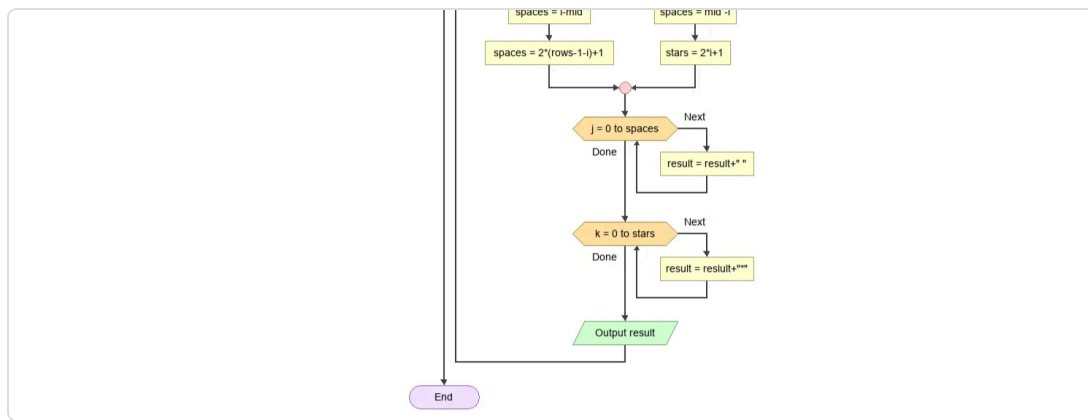 spaces = i-mid
spaces = mid -i
spaces = 2*(rows-1-i)+1
stars = 2*i+1
j = 0 to spaces
Next
Done
result = result+" "
k = 0 to stars
Next
Done
result = reslult+"*"
Output result
End